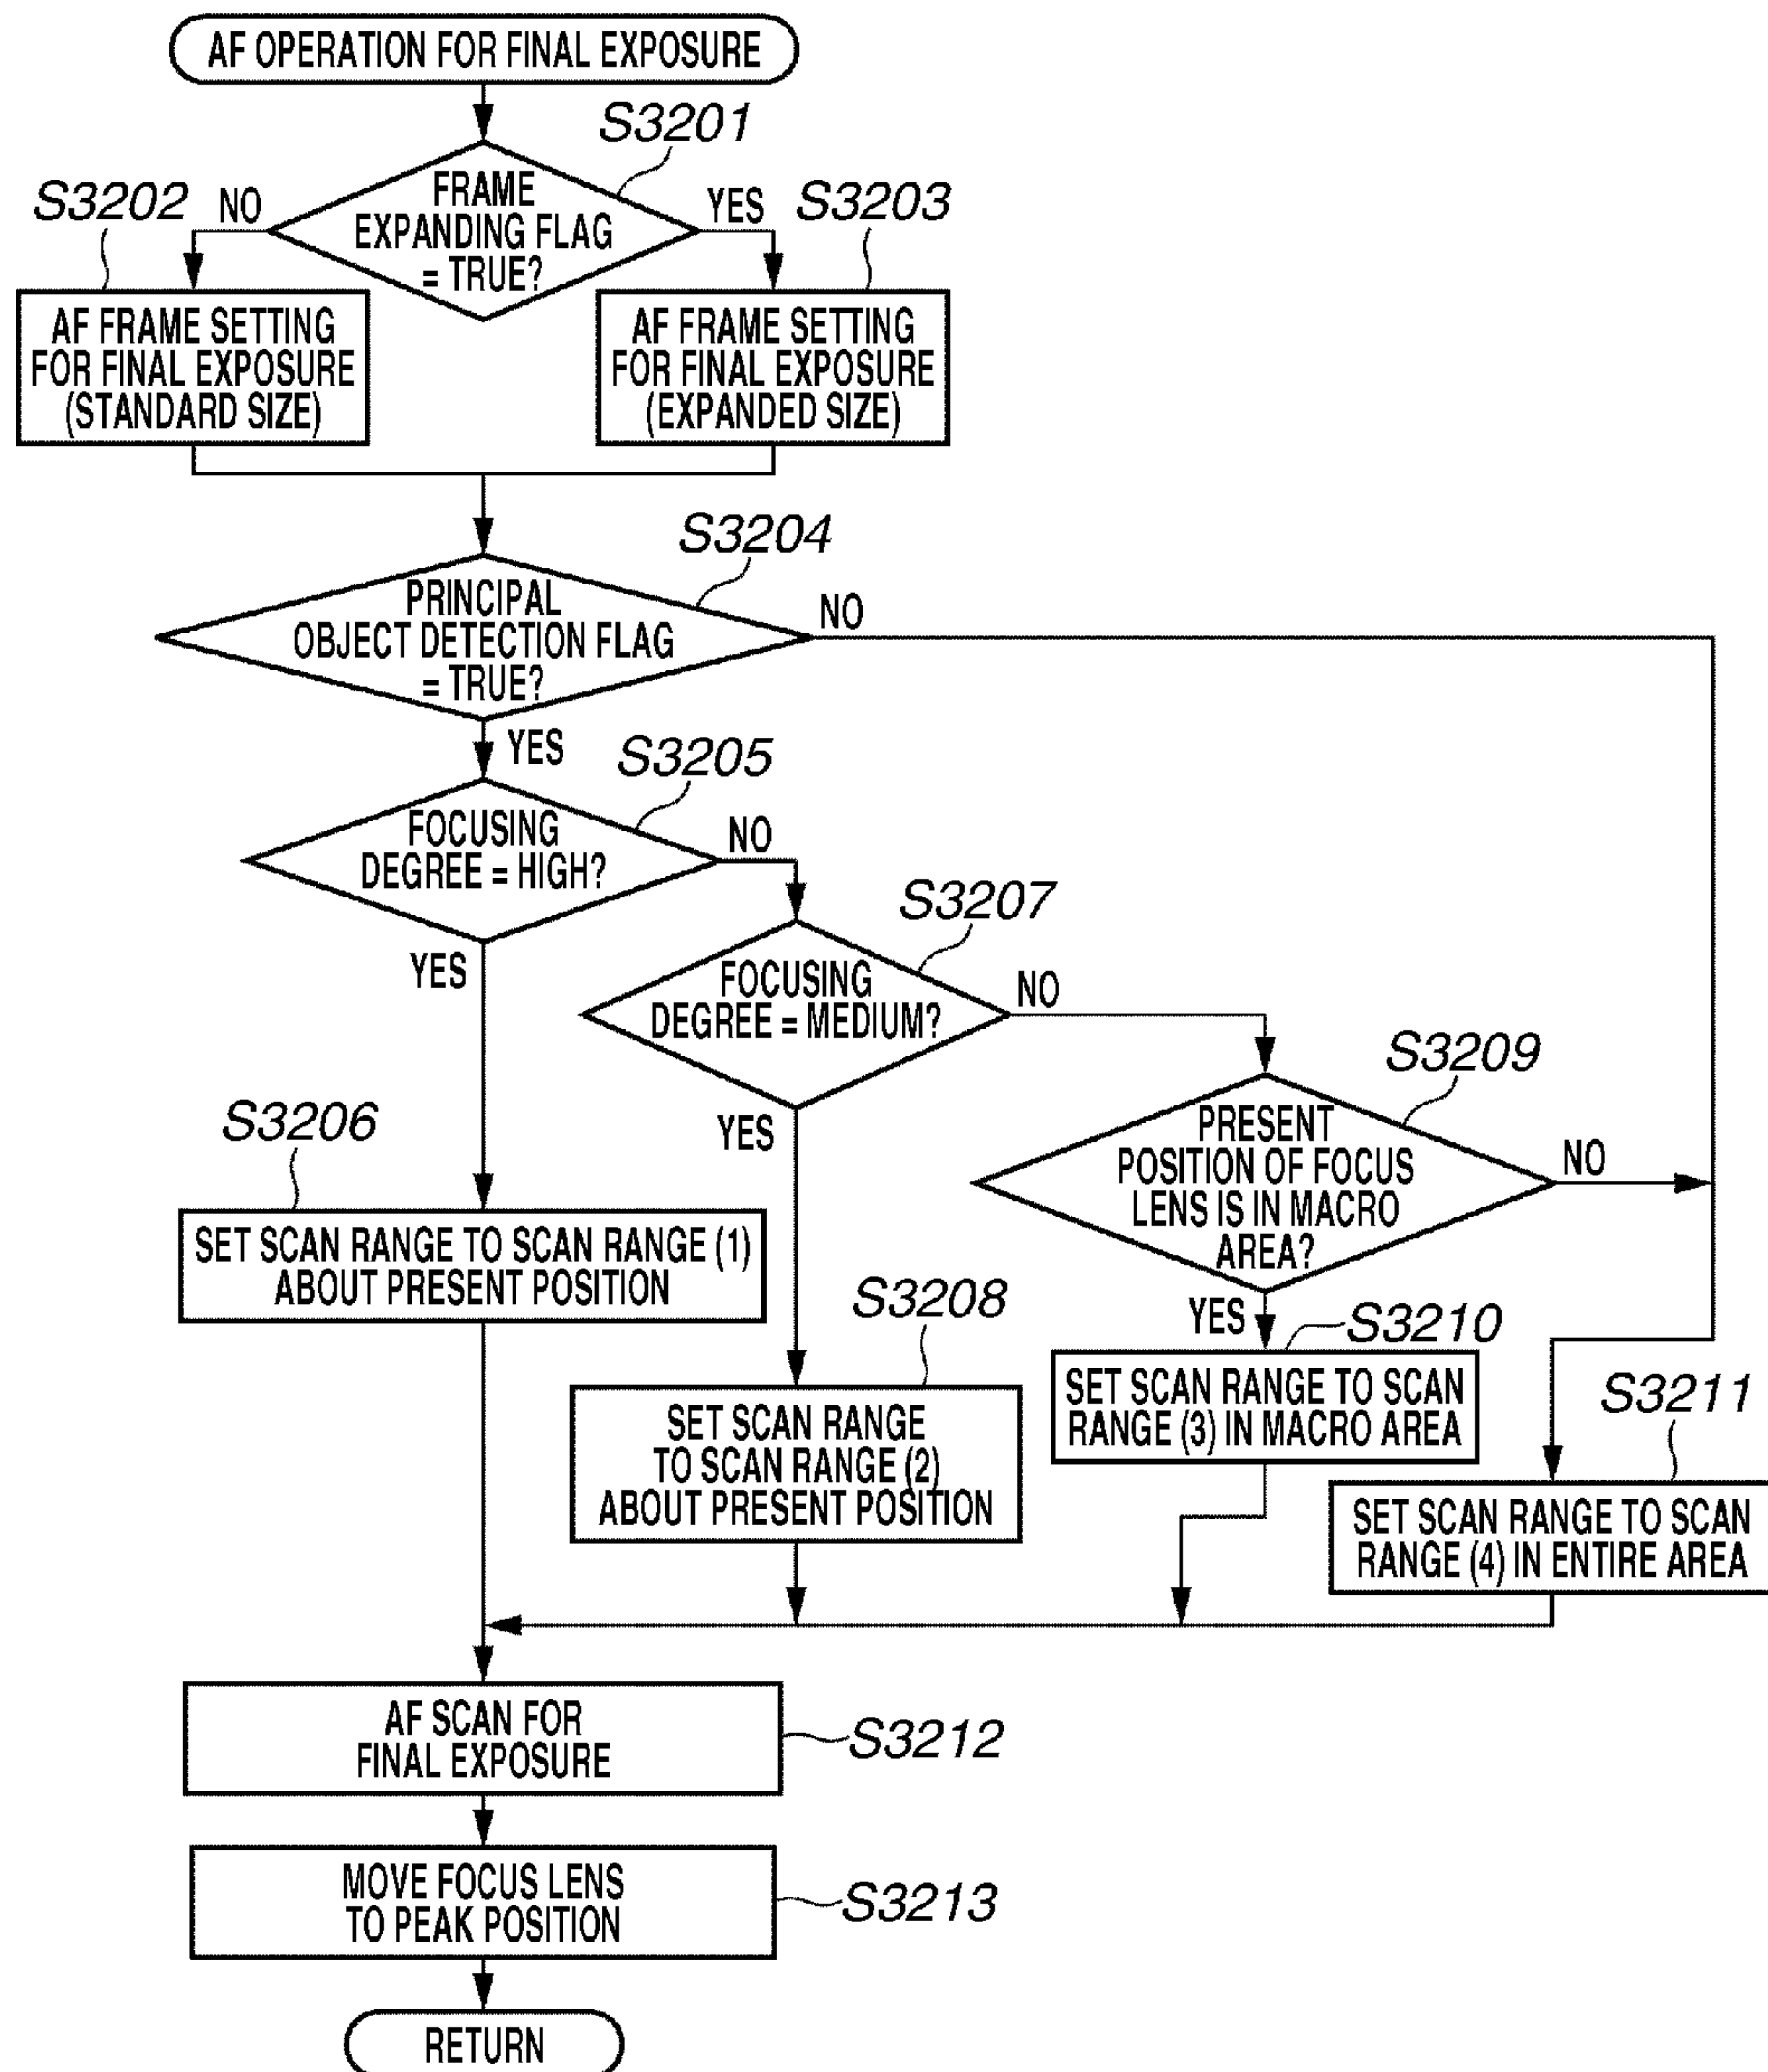 AF OPERATION FOR FINAL EXPOSURE
S3201
FRAME
EXPANDING FLAG
= TRUE?
NO
YES
S3202
S3203
AF FRAME SETTING
FOR FINAL EXPOSURE
(STANDARD SIZE)
AF FRAME SETTING
FOR FINAL EXPOSURE
(EXPANDED SIZE)
S3204
PRINCIPAL
OBJECT DETECTION FLAG
= TRUE?
NO
YES
S3205
FOCUSING
DEGREE = HIGH?
NO
YES
S3207
FOCUSING
DEGREE = MEDIUM?
NO
YES
S3209
PRESENT
POSITION OF FOCUS
LENS IS IN MACRO
AREA?
NO
YES
S3206
SET SCAN RANGE TO SCAN RANGE (1)
ABOUT PRESENT POSITION
S3208
SET SCAN RANGE
TO SCAN RANGE (2)
ABOUT PRESENT POSITION
S3210
SET SCAN RANGE TO SCAN
RANGE (3) IN MACRO AREA
S3211
SET SCAN RANGE TO SCAN
RANGE (4) IN ENTIRE AREA
AF SCAN FOR
FINAL EXPOSURE
S3212
MOVE FOCUS LENS
TO PEAK POSITION
S3213
RETURN